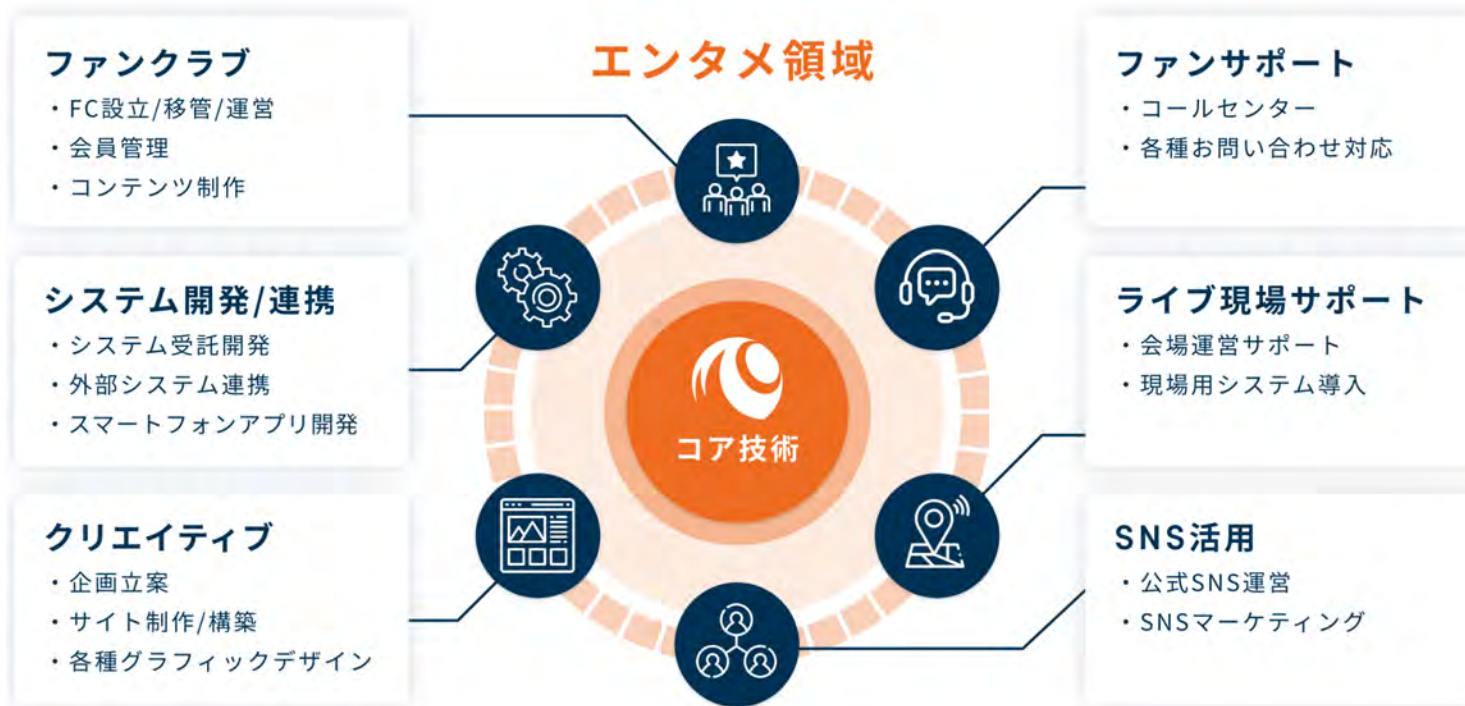 エンタメ領域
ファンクラブ
・FC設立/移管/運営
・会員管理
・コンテンツ制作
システム開発/連携
・システム受託開発
・外部システム連携
・スマートフォンアプリ開発
クリエイティブ
・企画立案
・サイト制作/構築
・各種グラフィックデザイン
コア技術
ファンサポート
・コールセンター
・各種お問い合わせ対応
ライブ現場サポート
・会場運営サポート
・現場用システム導入
SNS活用
・公式SNS運営
・SNSマーケティング